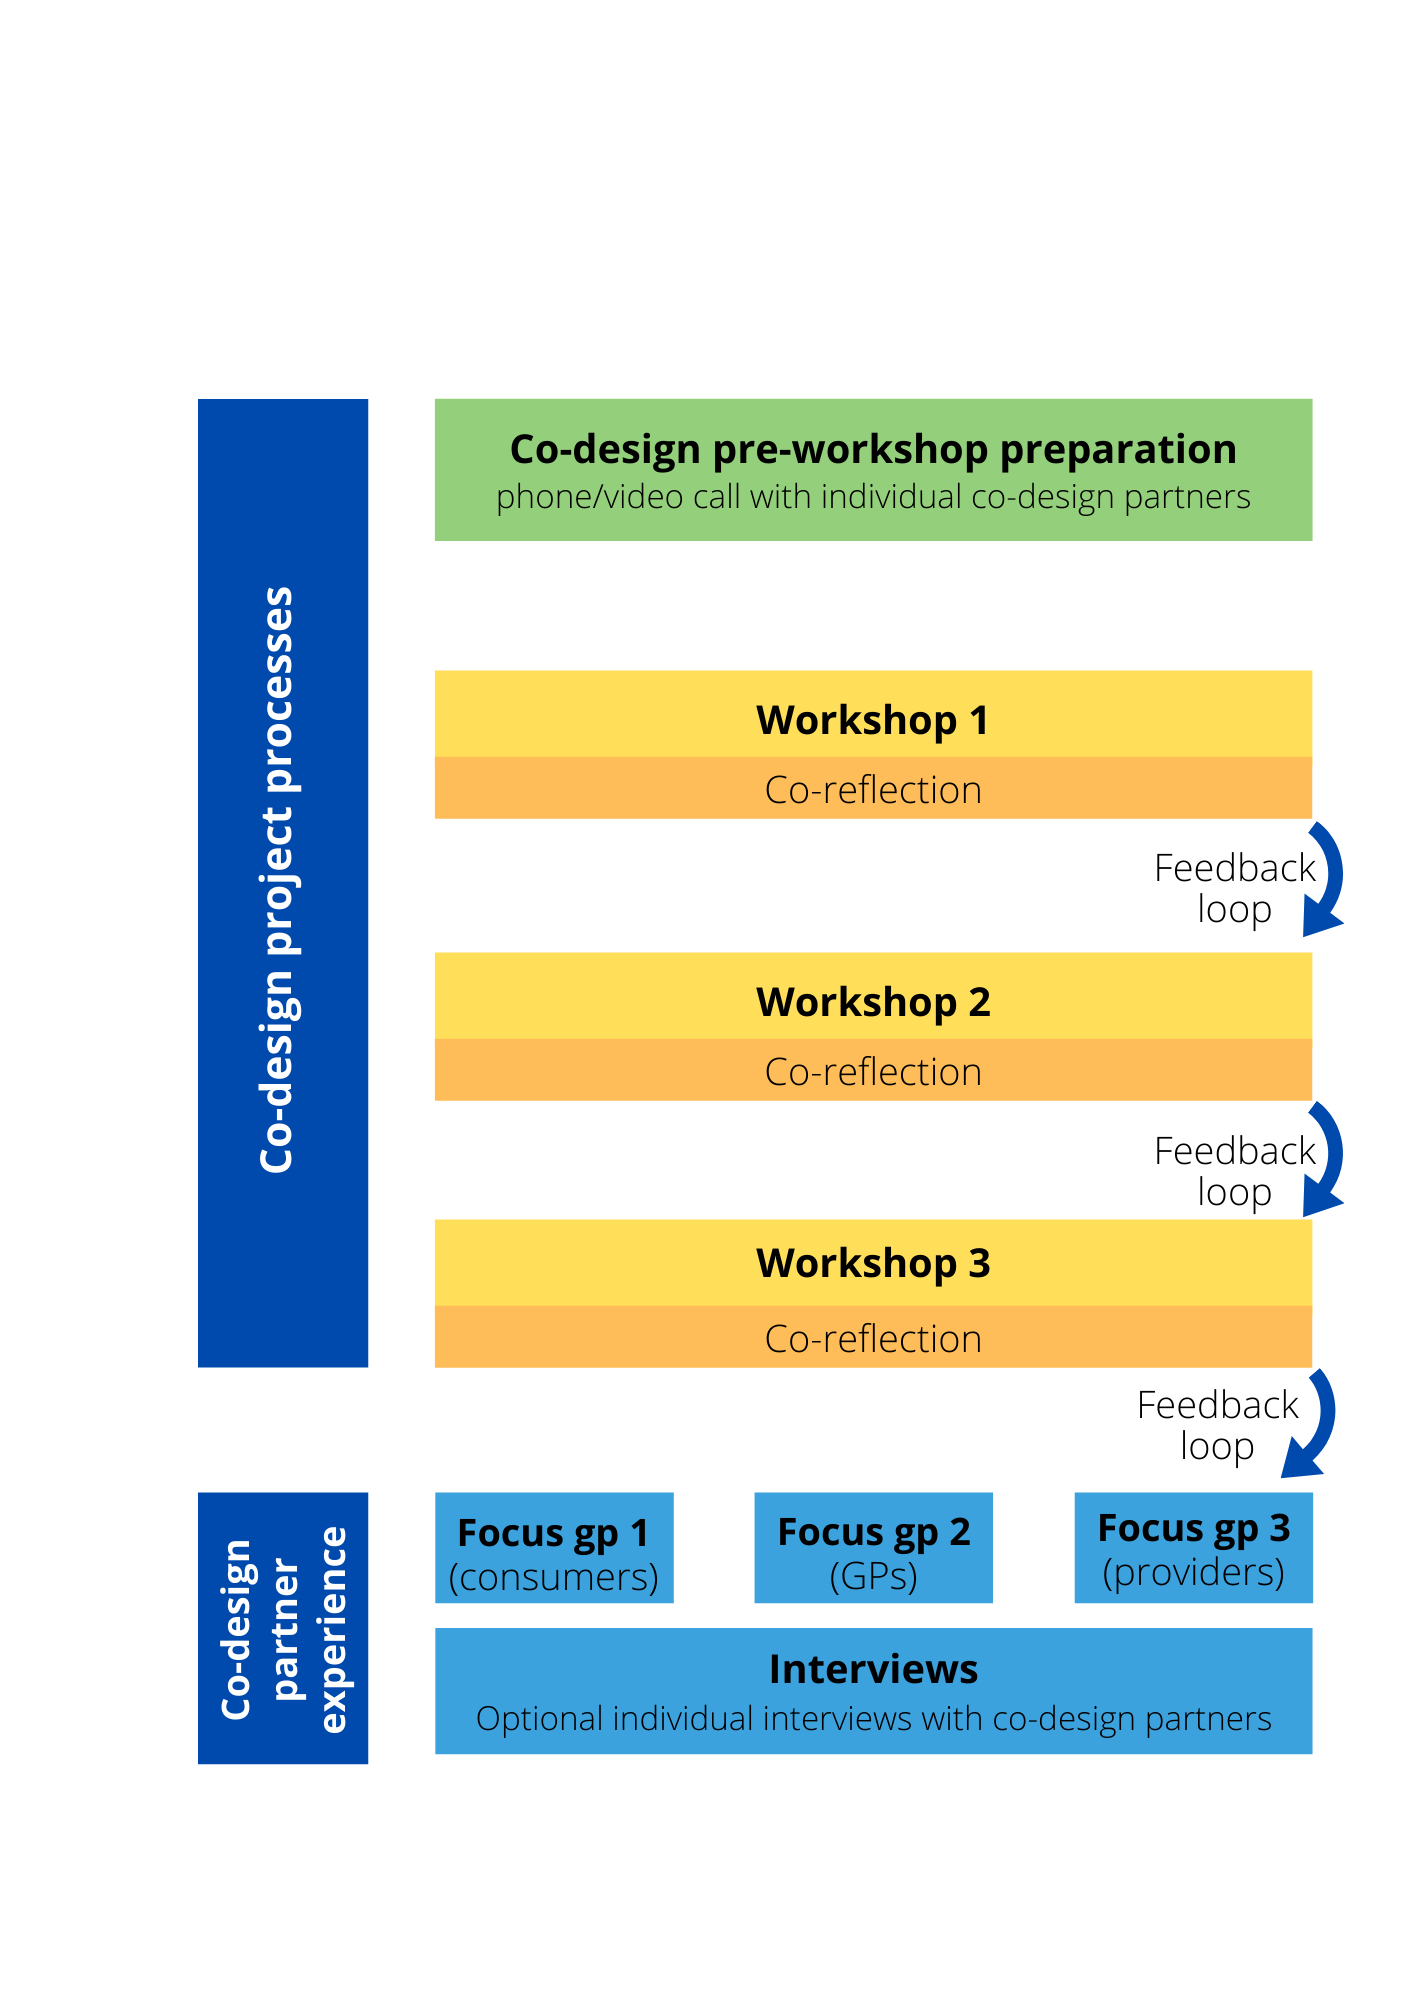 Co-design project processes
Co-design pre-workshop preparation
phone/video call with individual co-design partners
Workshop 1
Co-reflection
Feedback
loop
Workshop 2
Co-reflection
Feedback
loop
Workshop 3
Co-reflection
Feedback
loop
Co-design
partner
experience
Focus gp 1
(consumers)
Focus gp 2
(GPs)
Focus gp 3
(providers)
Interviews
Optional individual interviews with co-design partners